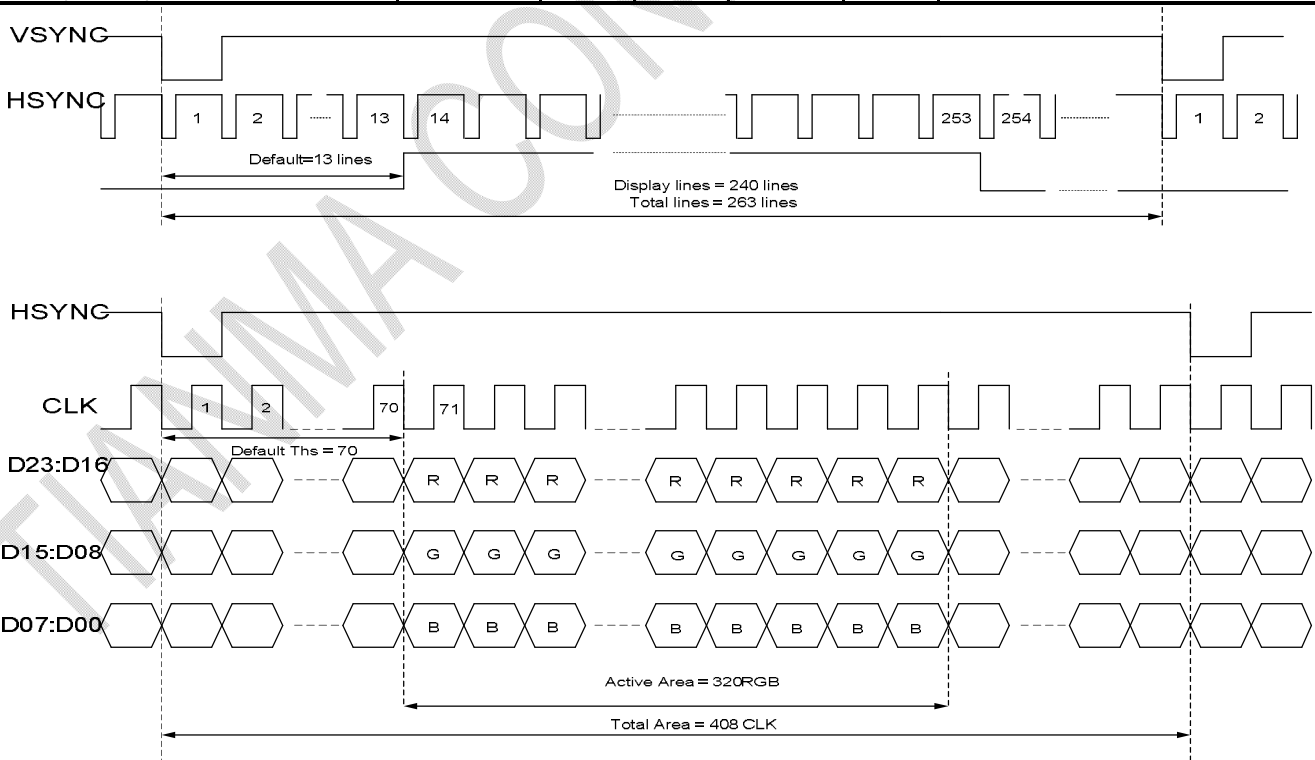 VSYNC
HSYNC
1 2 13 14 253 254 1 2
Default=13 lines
Display lines = 240 lines
Total lines = 263 lines
HSYNC
CLK
1 2 70 71
Default Ths = 70
D23:D16
R R R R R R R R
D15:D08
G G G G G G G G
D07:D00
B B B B B B B B
Active Area = 320RGB
Total Area = 408 CLK
TIANMA CON